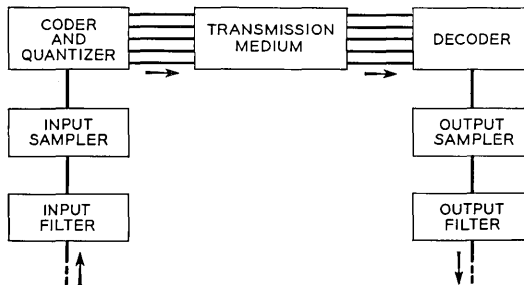 CODER
AND
QUANTIZER
TRANSMISSION
MEDIUM
DECODER
INPUT
SAMPLER
OUTPUT
SAMPLER
INPUT
FILTER
OUTPUT
FILTER